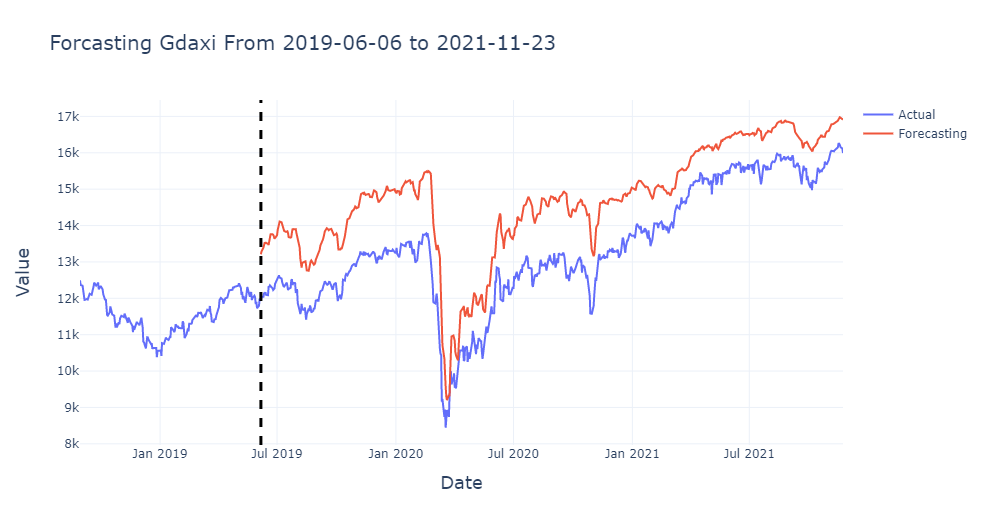 Forcasting Gdaxi From 2019-06-06 to 2021-11-23
Actual
Forecasting
Value
17k
16k
15k
14k
13k
12k
11k
10k
9k
8k
Jan 2019
Jul 2019
Jan 2020
Jul 2020
Jan 2021
Jul 2021
Date